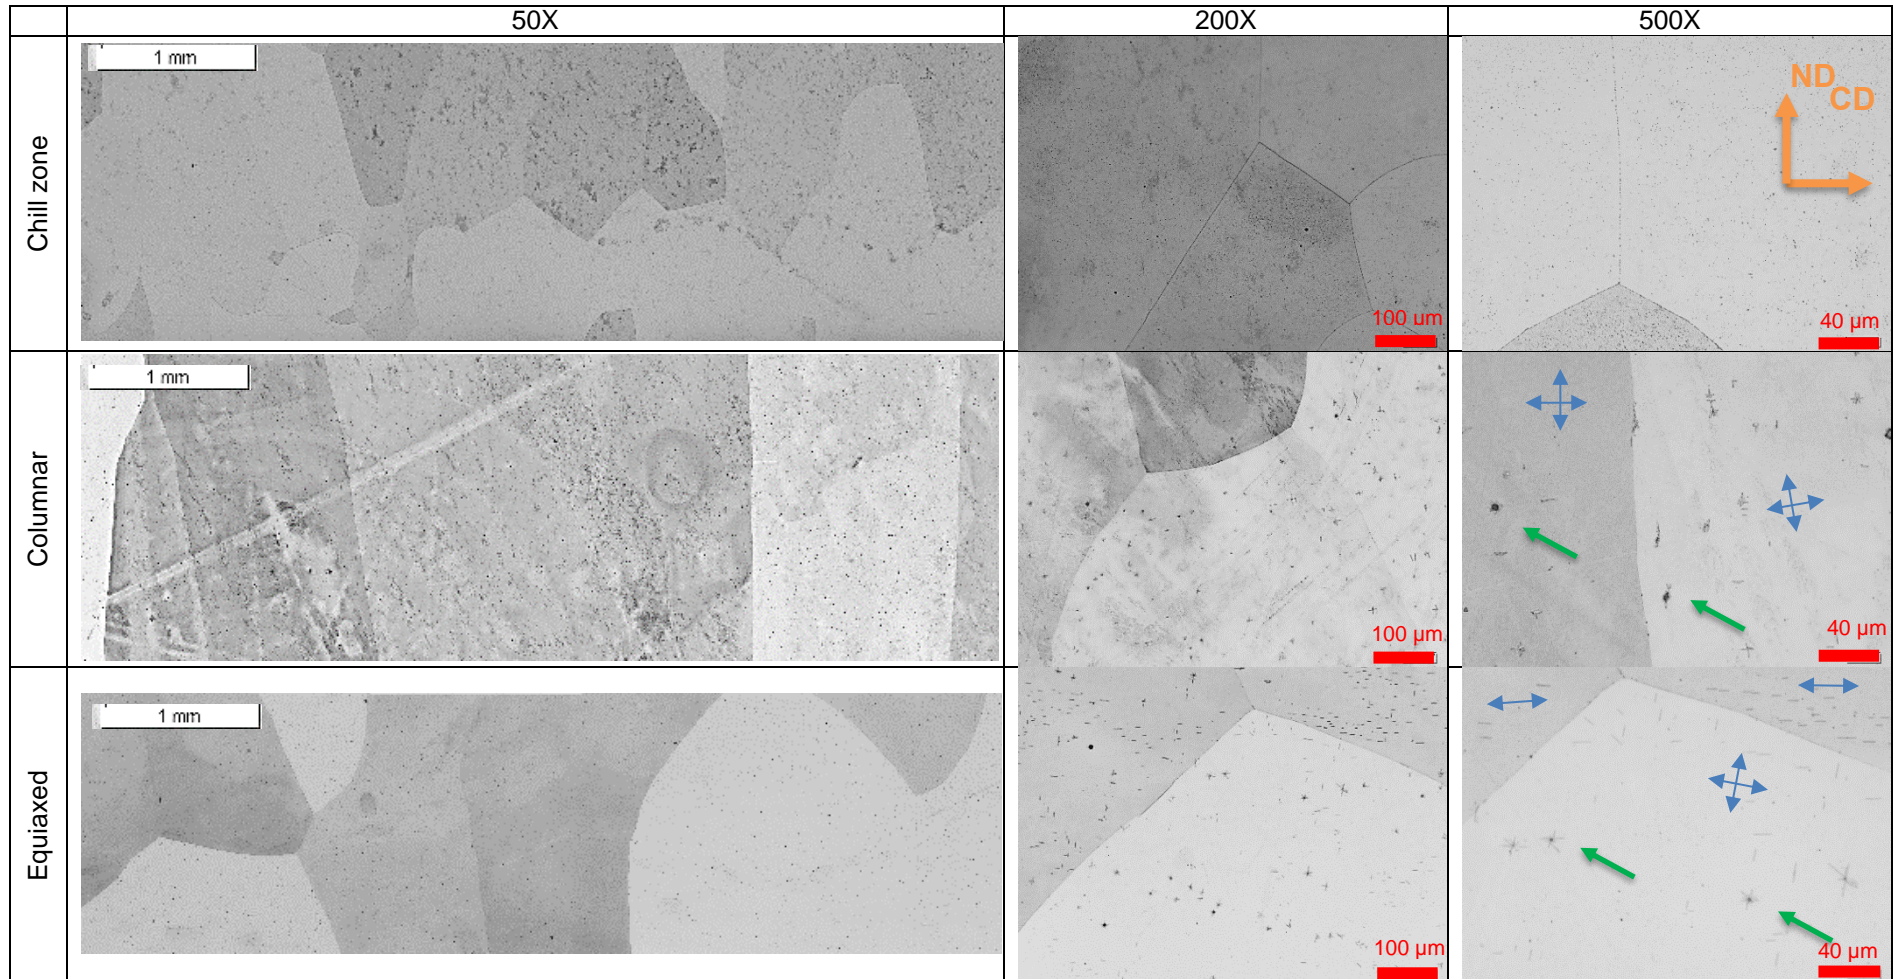 50X
200X
500X
Chill zone
1 mm
100 µm
ND
CD
40 µm
Columnar
1 mm
100 µm
40 µm
Equiaxed
1 mm
100 µm
40 µm